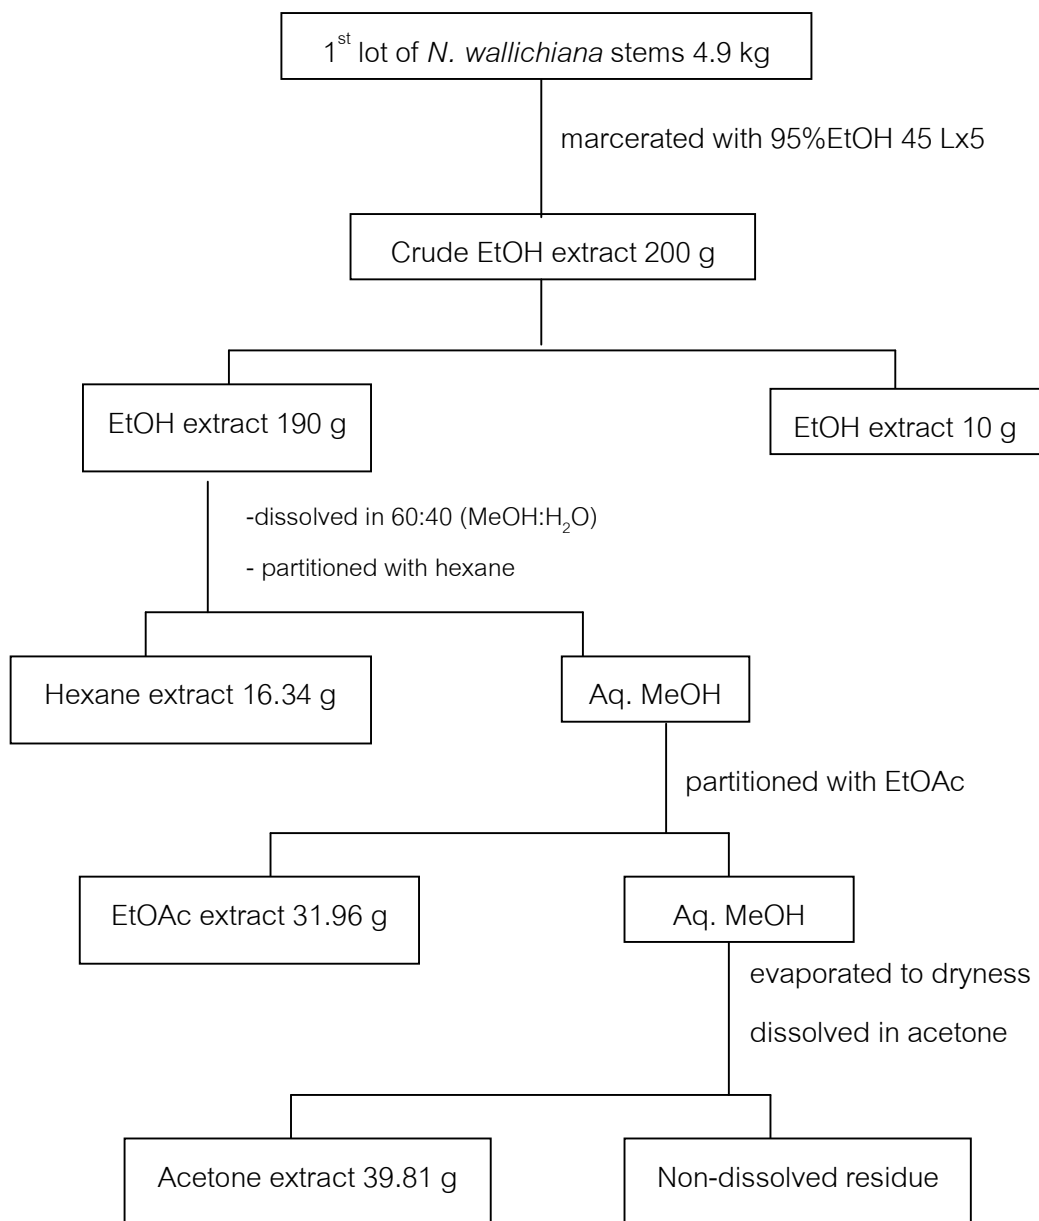 1st lot of N. wallichiana stems 4.9 kg
marcerated with 95%EtOH 45 Lx5
Crude EtOH extract 200 g
EtOH extract 190 g
EtOH extract 10 g
-dissolved in 60:40 (MeOH:H2O)
- partitioned with hexane
Hexane extract 16.34 g
Aq. MeOH
partitioned with EtOAc
EtOAc extract 31.96 g
Aq. MeOH
evaporated to dryness
dissolved in acetone
Acetone extract 39.81 g
Non-dissolved residue